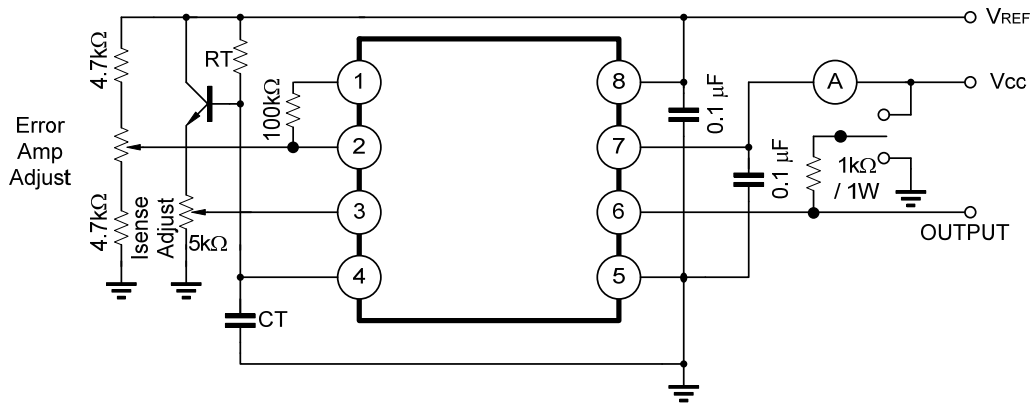 VREF
4.7kΩ
RT
1
8
A
Vcc
100kΩ
0.1 µF
Error
Amp
Adjust
2
7
0.1 µF
1kΩ
/ 1W
4.7kΩ
Isense
Adjust
5kΩ
3
6
OUTPUT
4
5
CT